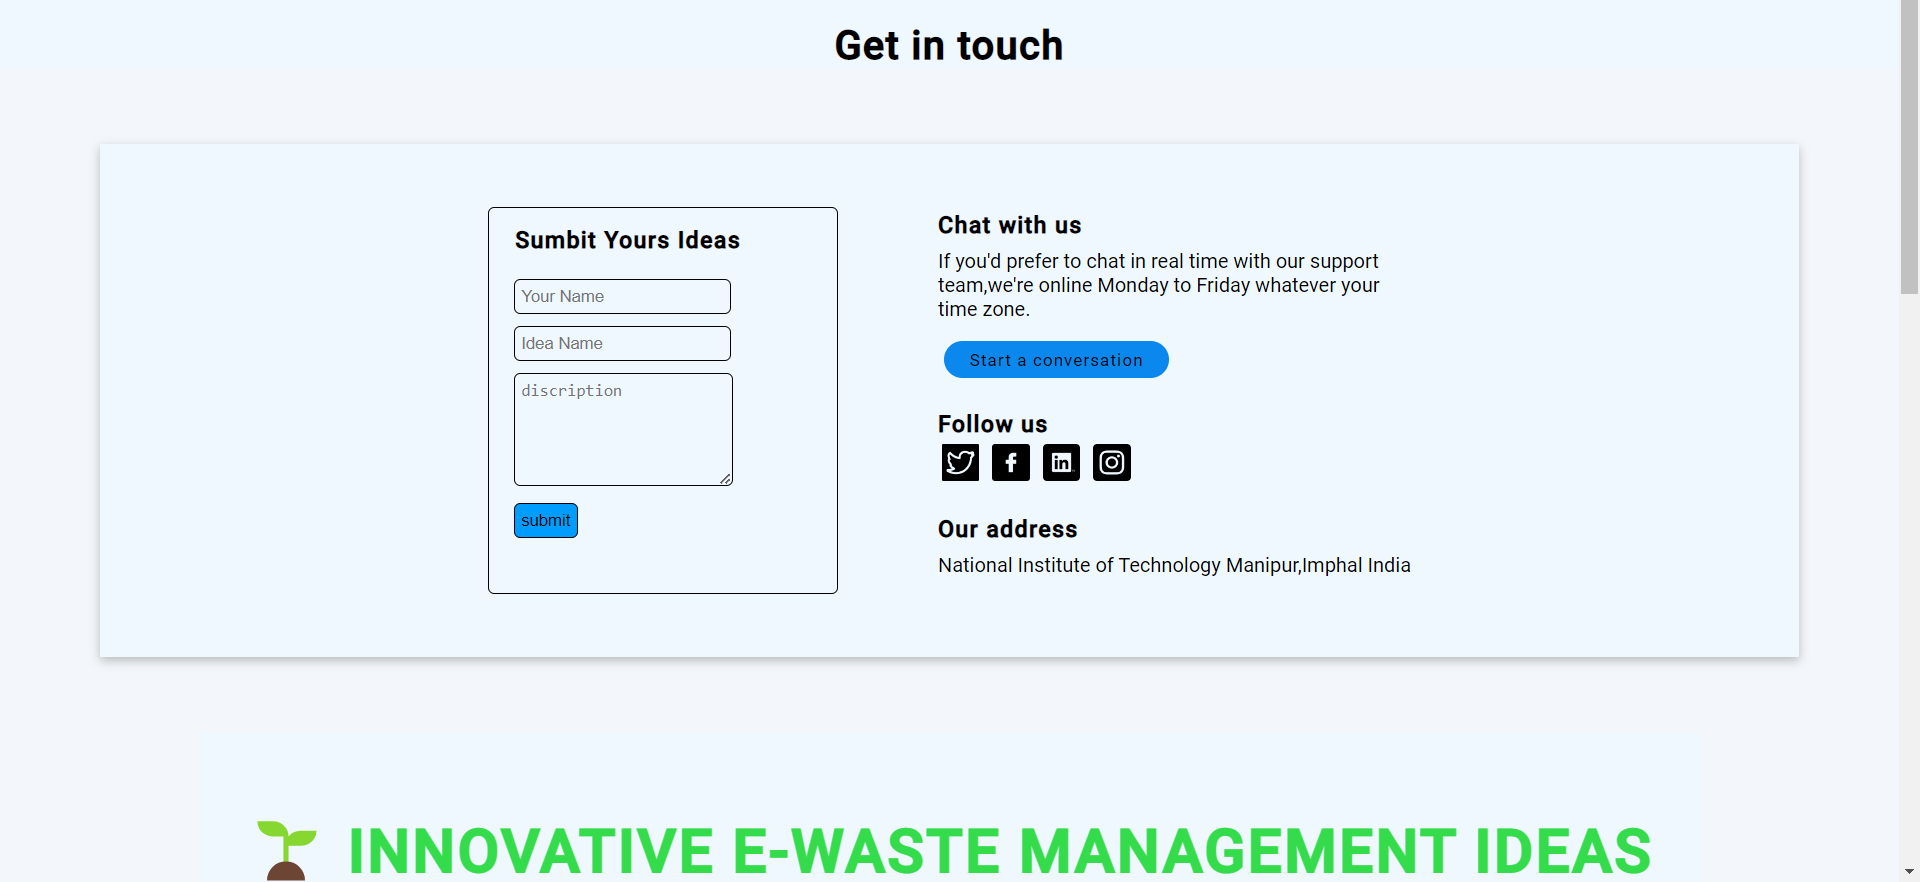 Get in touch
Sumbit Yours Ideas
Your Name
Idea Name
discription
submit
Chat with us
If you'd prefer to chat in real time with our support
team,we're online Monday to Friday whatever your
time zone.
Start a conversation
Follow us
Our address
National Institute of Technology Manipur,Imphal India
INNOVATIVE E-WASTE MANAGEMENT IDEAS